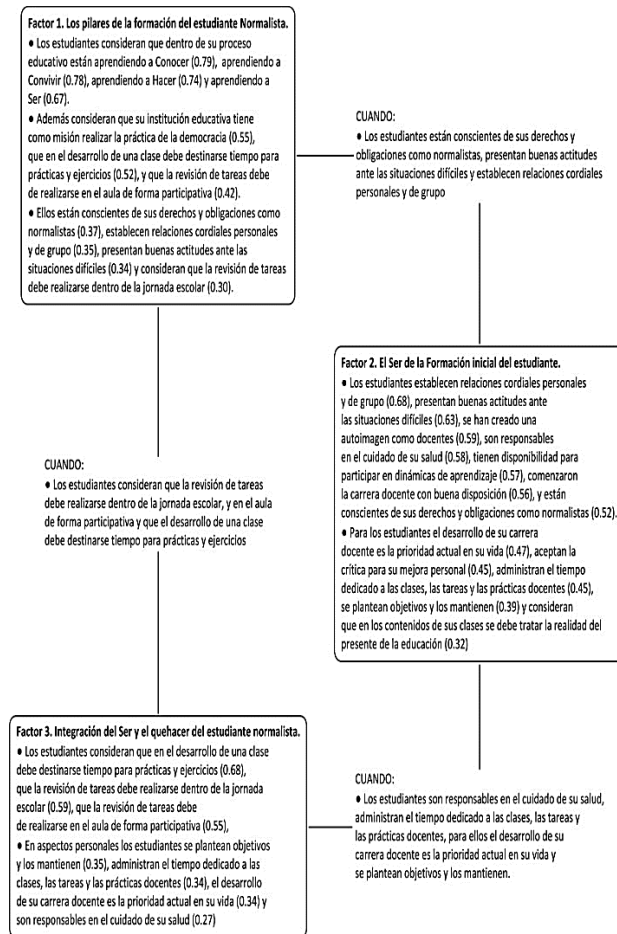 Factor 1. Los pilares de la formación del estudiante Normalista.
● Los estudiantes consideran que dentro de su proceso
educativo están aprendiendo a Conocer (0.79), aprendiendo a
Convivir (0.78), aprendiendo a Hacer (0.74) y aprendiendo a
Ser (0.67).
● Además consideran que su institución educativa tiene
como misión realizar la práctica de la democracia (0.55),
que en el desarrollo de una clase debe destinarse tiempo para
prácticas y ejercicios (0.52), y que la revisión de tareas debe
de realizarse en el aula de forma participativa (0.42).
● Ellos están conscientes de sus derechos y obligaciones como
normalistas (0.37), establecen relaciones cordiales personales
y de grupo (0.35), presentan buenas actitudes ante las
situaciones difíciles (0.34) y consideran que la revisión de tareas
debe realizarse dentro de la jornada escolar (0.30).
CUANDO:
● Los estudiantes están conscientes de sus derechos y
obligaciones como normalistas, presentan buenas actitudes
ante las situaciones difíciles y establecen relaciones cordiales
personales y de grupo
Factor 2. El Ser de la Formación inicial del estudiante.
● Los estudiantes establecen relaciones cordiales personales
y de grupo (0.68), presentan buenas actitudes ante
las situaciones difíciles (0.63), se han creado una
autoimagen como docentes (0.59), son responsables
en el cuidado de su salud (0.58), tienen disponibilidad para
participar en dinámicas de aprendizaje (0.57), comenzaron
la carrera docente con buena disposición (0.56), y están
conscientes de sus derechos y obligaciones como normalistas (0.52).
● Para los estudiantes el desarrollo de su carrera
docente es la prioridad actual en su vida (0.47), aceptan la
crítica para su mejora personal (0.45), administran el tiempo
dedicado a las clases, las tareas y las prácticas docentes (0.45),
se plantean objetivos y los mantienen (0.39) y consideran
que en los contenidos de sus clases se debe tratar la realidad del
presente de la educación (0.32)
CUANDO:
● Los estudiantes consideran que la revisión de tareas
debe realizarse dentro de la jornada escolar, y en el aula
de forma participativa y que el desarrollo de una clase
debe destinarse tiempo para prácticas y ejercicios
Factor 3. Integración del Ser y el quehacer del estudiante normalista.
● Los estudiantes consideran que en el desarrollo de una clase
debe destinarse tiempo para prácticas y ejercicios (0.68),
que la revisión de tareas debe realizarse dentro de la jornada
escolar (0.59), que la revisión de tareas debe
de realizarse en el aula de forma participativa (0.55),
● En aspectos personales los estudiantes se plantean objetivos
y los mantienen (0.35), administran el tiempo dedicado a las
clases, las tareas y las prácticas docentes (0.34), el desarrollo
de su carrera docente es la prioridad actual en su vida (0.34) y
son responsables en el cuidado de su salud (0.27)
CUANDO:
● Los estudiantes son responsables en el cuidado de su salud,
administran el tiempo dedicado a las clases, las tareas y
las prácticas docentes, para ellos el desarrollo de su
carrera docente es la prioridad actual en su vida y
se plantean objetivos y los mantienen.